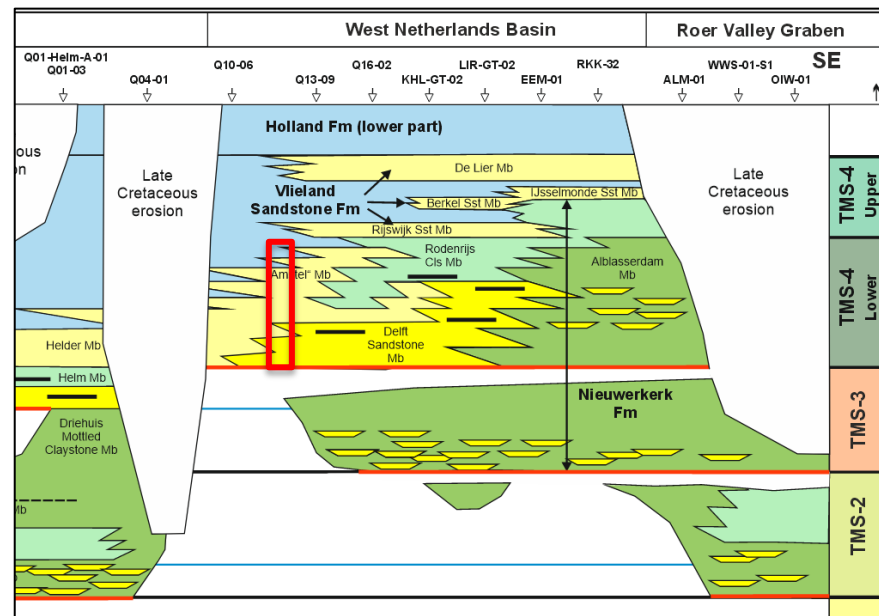 West Netherlands Basin
Roer Valley Graben
SE
Q01-Helm-A-01
Q01-03
Q04-01
Q10-06
Q13-09
Q16-02
KHL-GT-02
LIR-GT-02
EEM-01
RKK-32
ALM-01
WWS-01-S1
OIW-01
Holland Fm (lower part)
Late
Cretaceous
erosion
De Lier Mb
Vlieland
Sandstone Fm
IJsselmonde Sst Mb
Berkel Sst Mb
Rijswijk Sst Mb
Late
Cretaceous
erosion
TMS-4
Upper
Rodenrijs
Cls Mb
Alblasserdam
Mb
Mb
TMS-4
Lower
Helder Mb
Delft
Sandstone
Mb
Helm Mb
Nieuwerkerk
Fm
TMS-3
Driehuis
Mottled
Claystone Mb
Mb
TMS-2